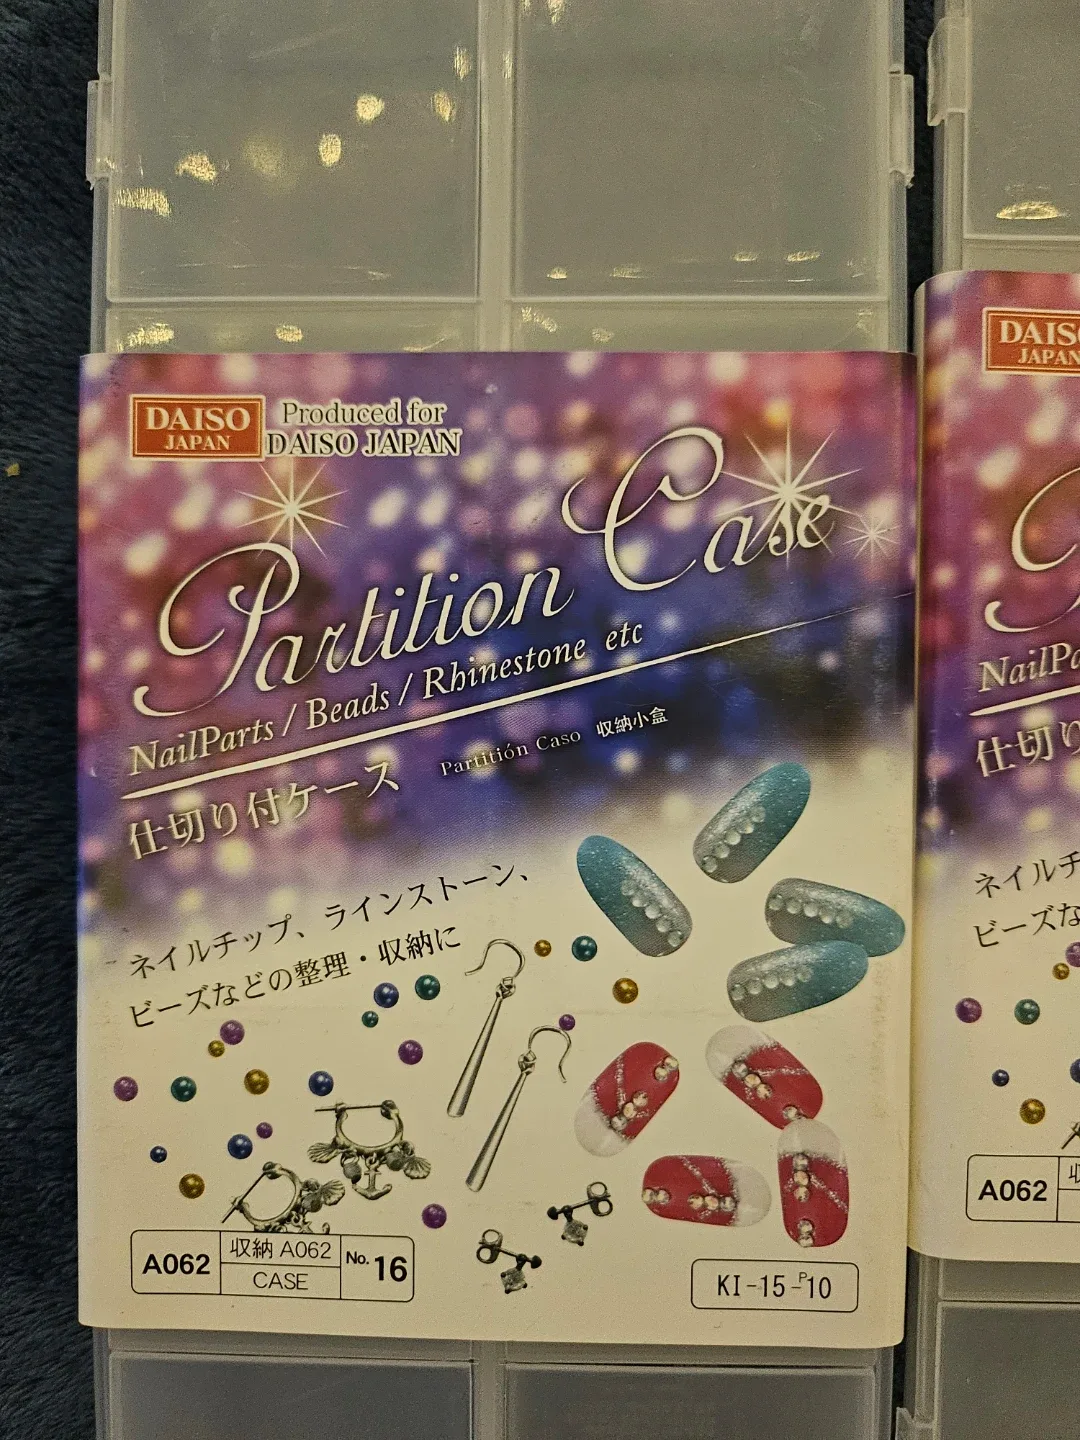 DAISO
JAPAN
Produced for
DAISO JAPAN
Partition Case
NailParts / Beads / Rhinestone etc
Partitión Caso 収納小盒
仕切り付ケース
ネイルチップ、ラインストーン、
ビーズなどの整理・収納に
A062
収納 A062
CASE
No. 16
KI-15-P10
DAISO
JAPAN
NailPa
仕切り
ネイルチ
ビーズな
A062